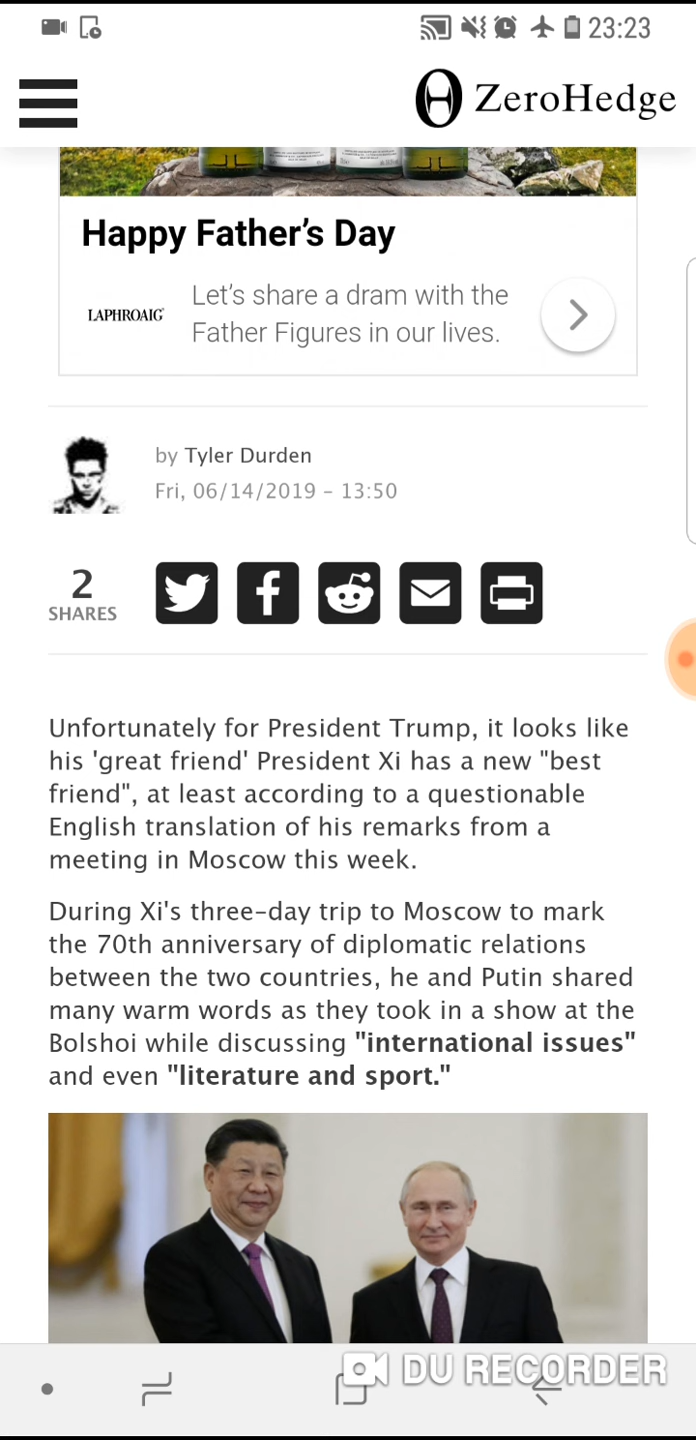 23:23
ZeroHedge
Happy Father's Day
LAPHROAIG
Let's share a dram with the
Father Figures in our lives.
by Tyler Durden
Fri, 06/14/2019 – 13:50
2
SHARES
Unfortunately for President Trump, it looks like
his 'great friend' President Xi has a new "best
friend", at least according to a questionable
English translation of his remarks from a
meeting in Moscow this week.
During Xi's three-day trip to Moscow to mark
the 70th anniversary of diplomatic relations
between the two countries, he and Putin shared
many warm words as they took in a show at the
Bolshoi while discussing "international issues"
and even "literature and sport."
DU RECORDER